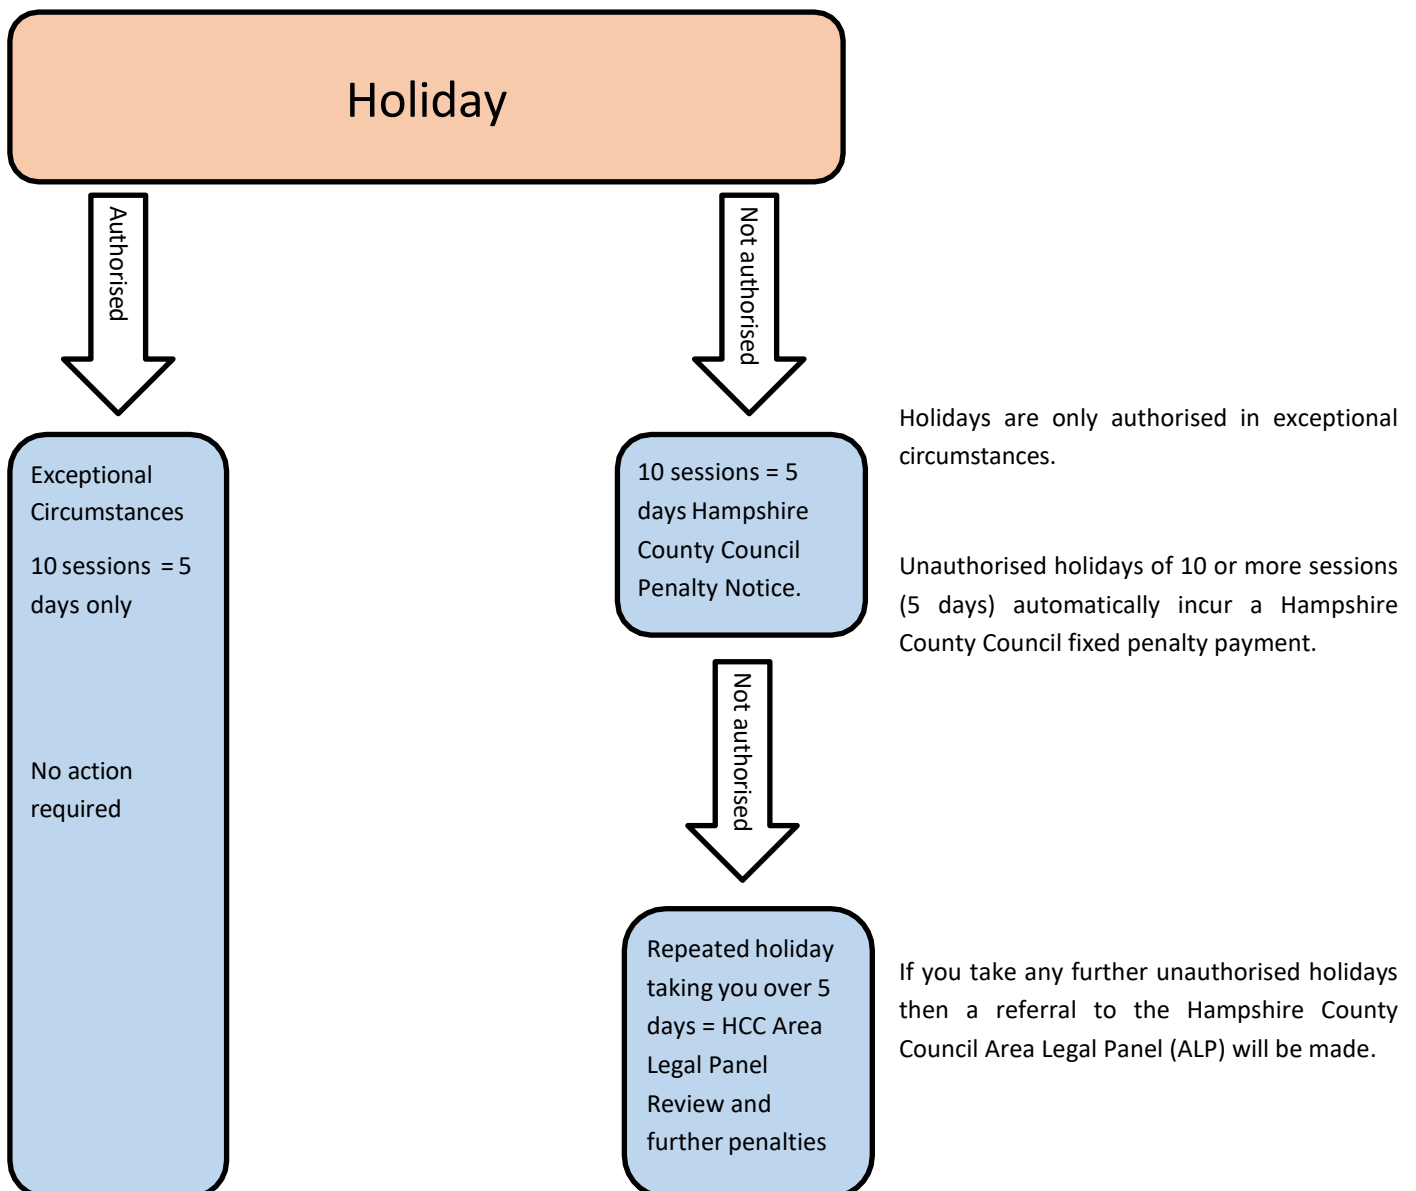 Holiday
Authorised
Not authorised
Exceptional
Circumstances
10 sessions = 5
days only
No action
required
10 sessions = 5
days Hampshire
County Council
Penalty Notice.
Holidays are only authorised in exceptional
circumstances.
Unauthorised holidays of 10 or more sessions
(5 days) automatically incur a Hampshire
County Council fixed penalty payment.
Not authorised
Repeated holiday
taking you over 5
days = HCC Area
Legal Panel
Review and
further penalties
If you take any further unauthorised holidays
then a referral to the Hampshire County
Council Area Legal Panel (ALP) will be made.